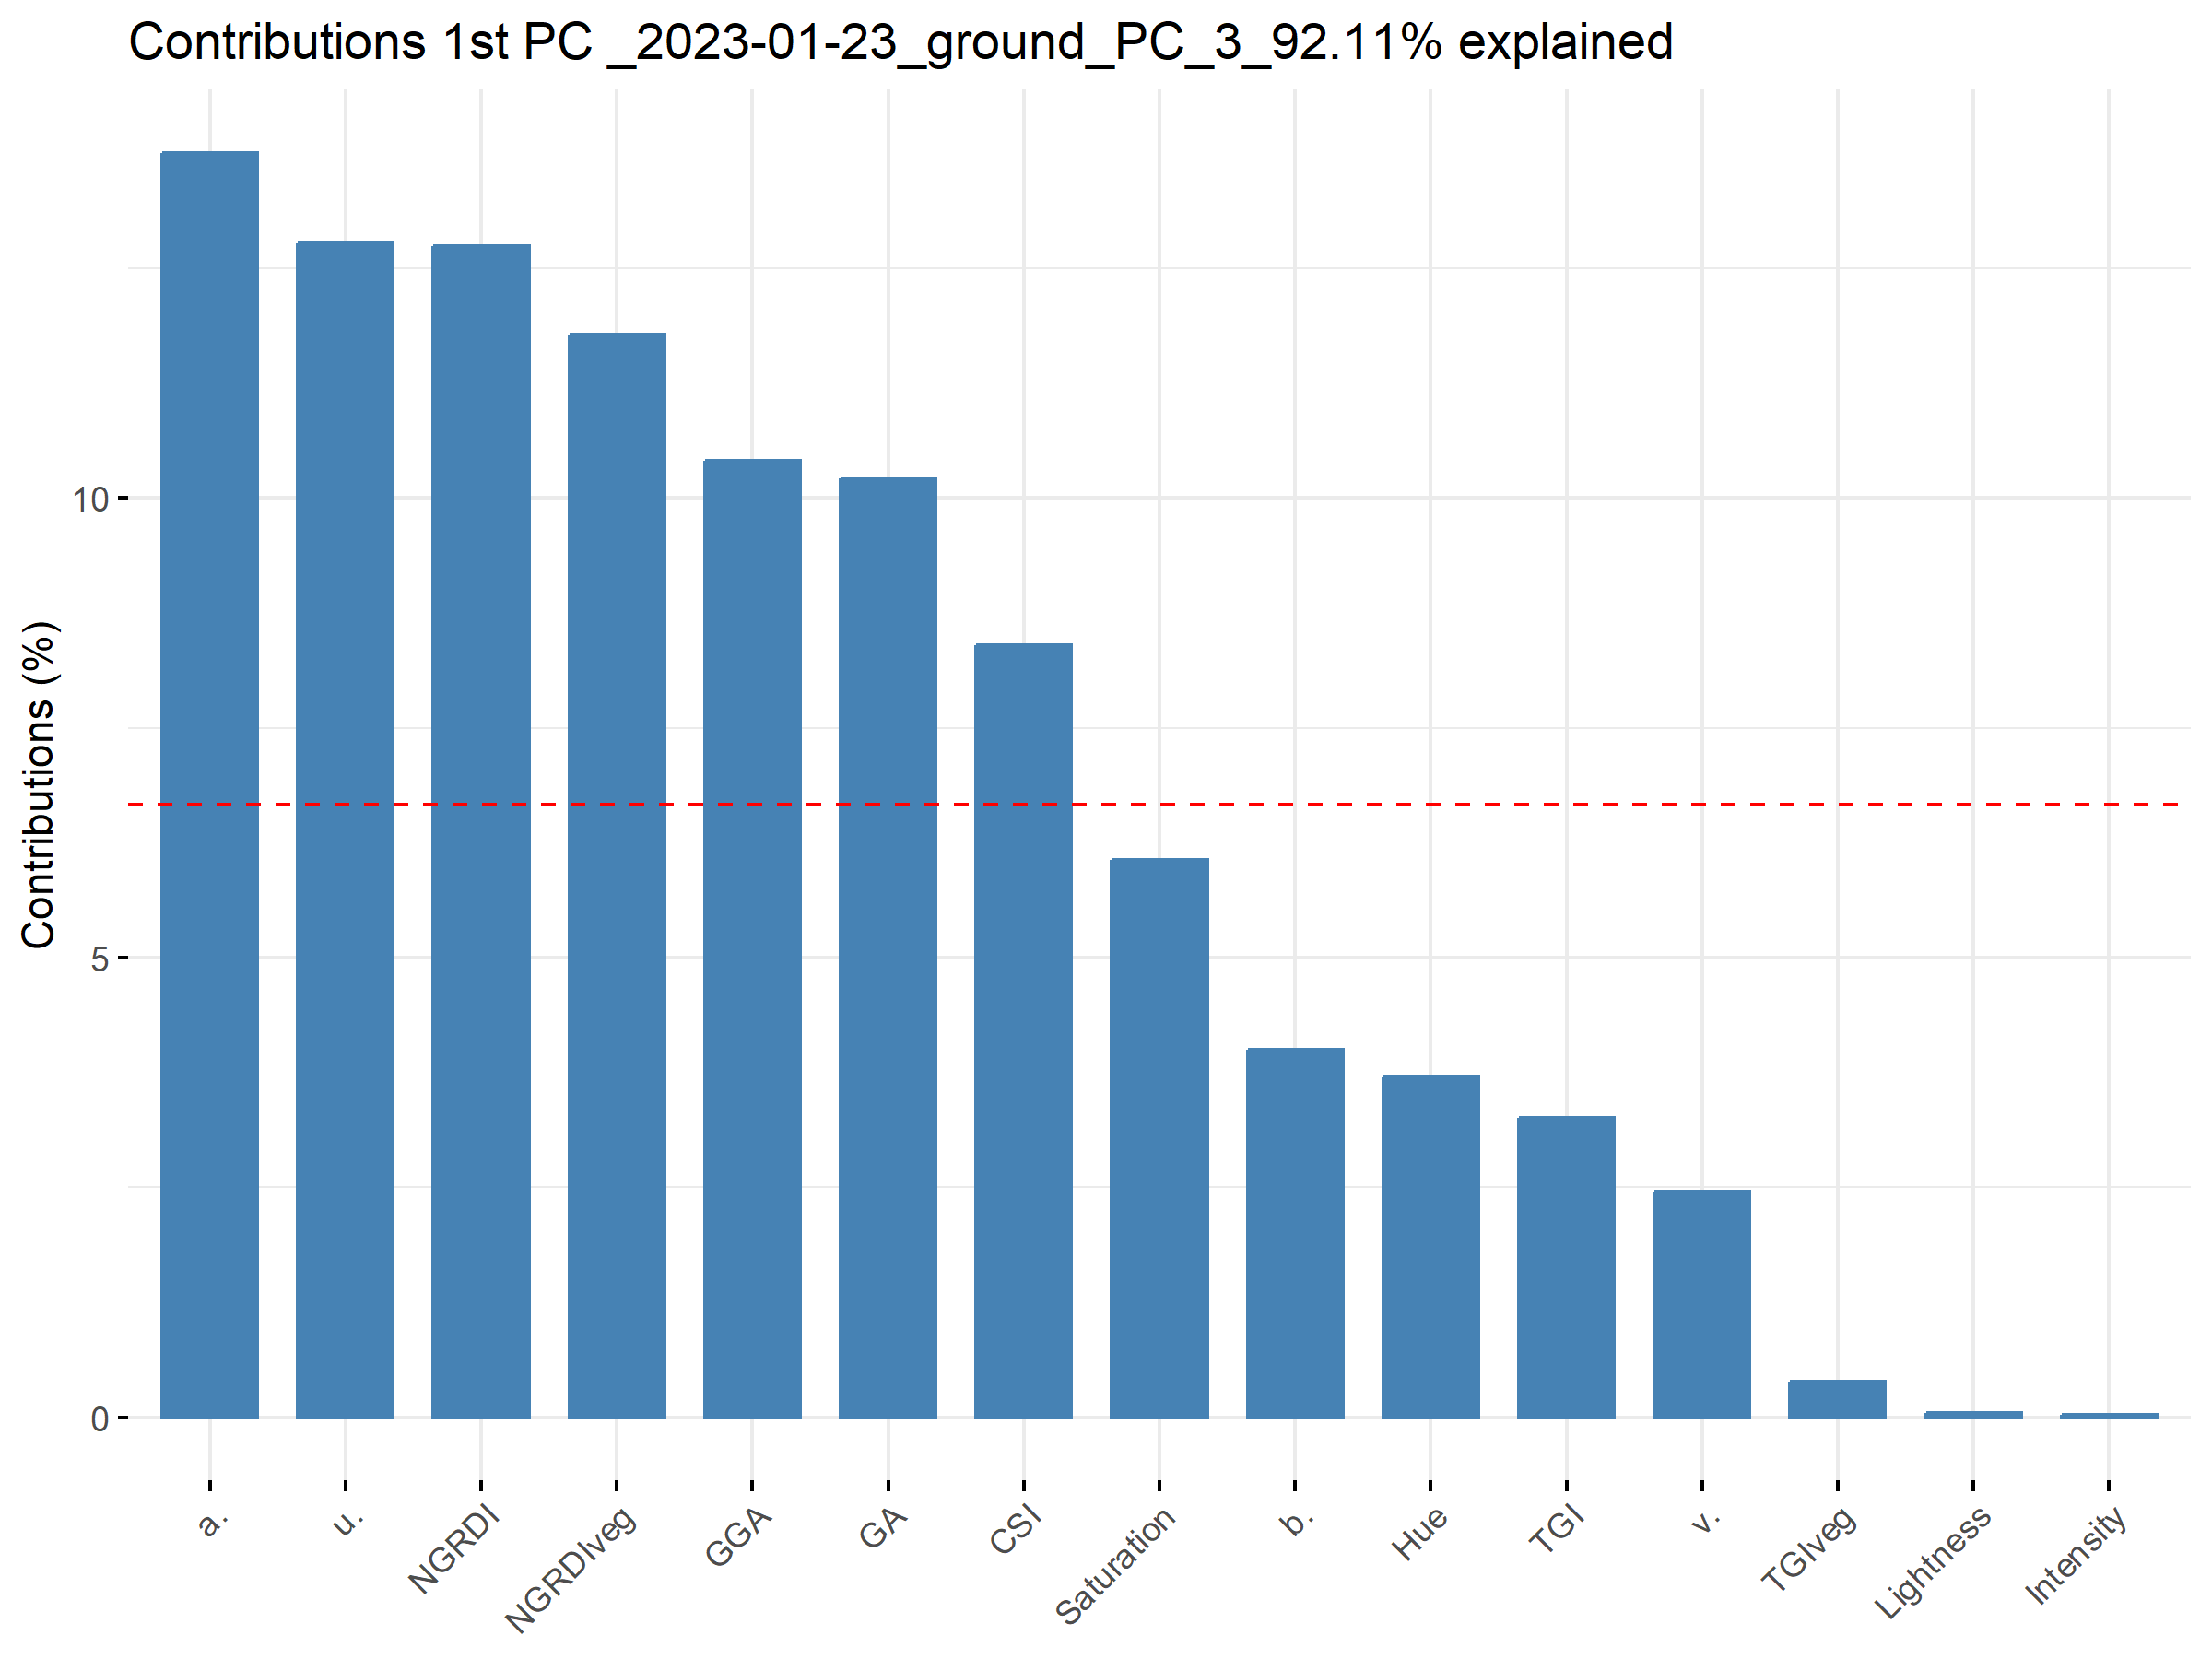 Contributions 1st PC _2023-01-23_ground_PC_3_92.11% explained
Contributions (%)
10
5
0
a.
u.
NGRDI
NGRDIveg
GGA
GA
CSI
Saturation
b.
Hue
TGI
v.
TGIveg
Lightness
Intensity